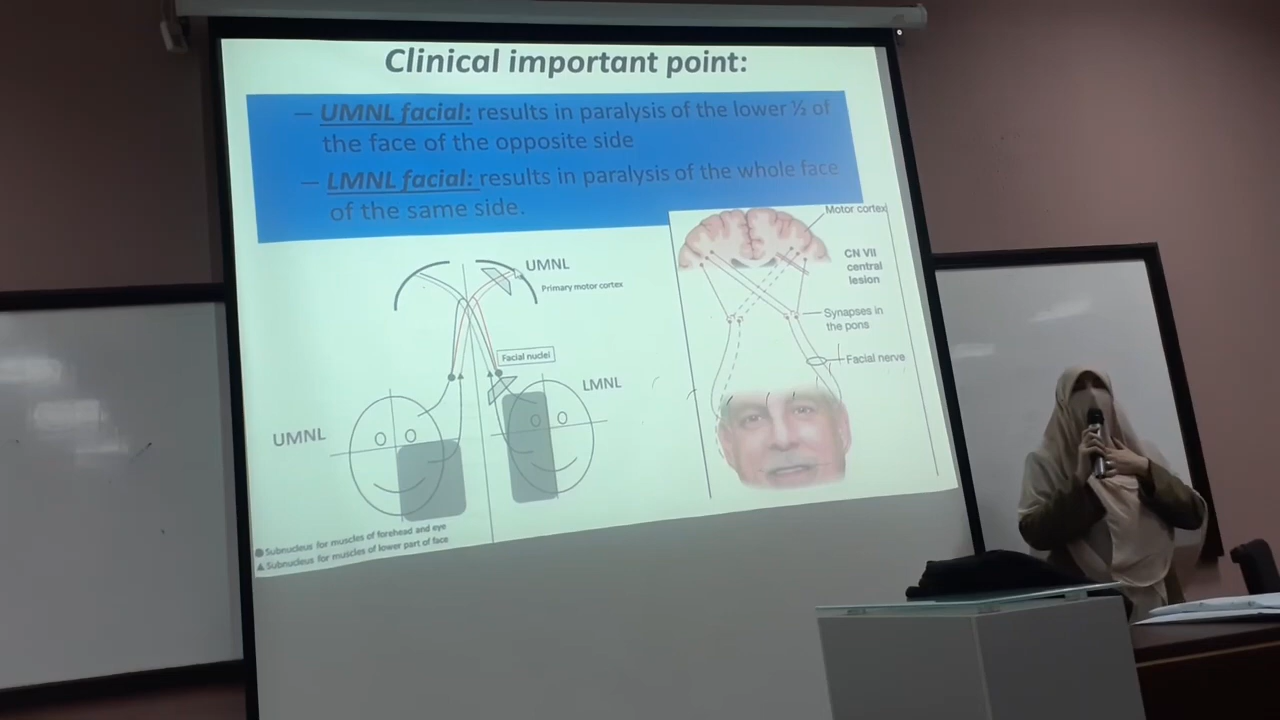 Clinical important point:
– UMNL facial: results in paralysis of the lower ½ of
the face of the opposite side
– LMNL facial: results in paralysis of the whole face
of the same side.
UMNL
Primary motor cortex
Facial nuclei
LMNL
UMNL
Subnucleus for muscles of forehead and eye
Subnucleus for muscles of lower part of face
Motor cortex
CN VII
central
lesion
Synapses in
the pons
Facial nerve